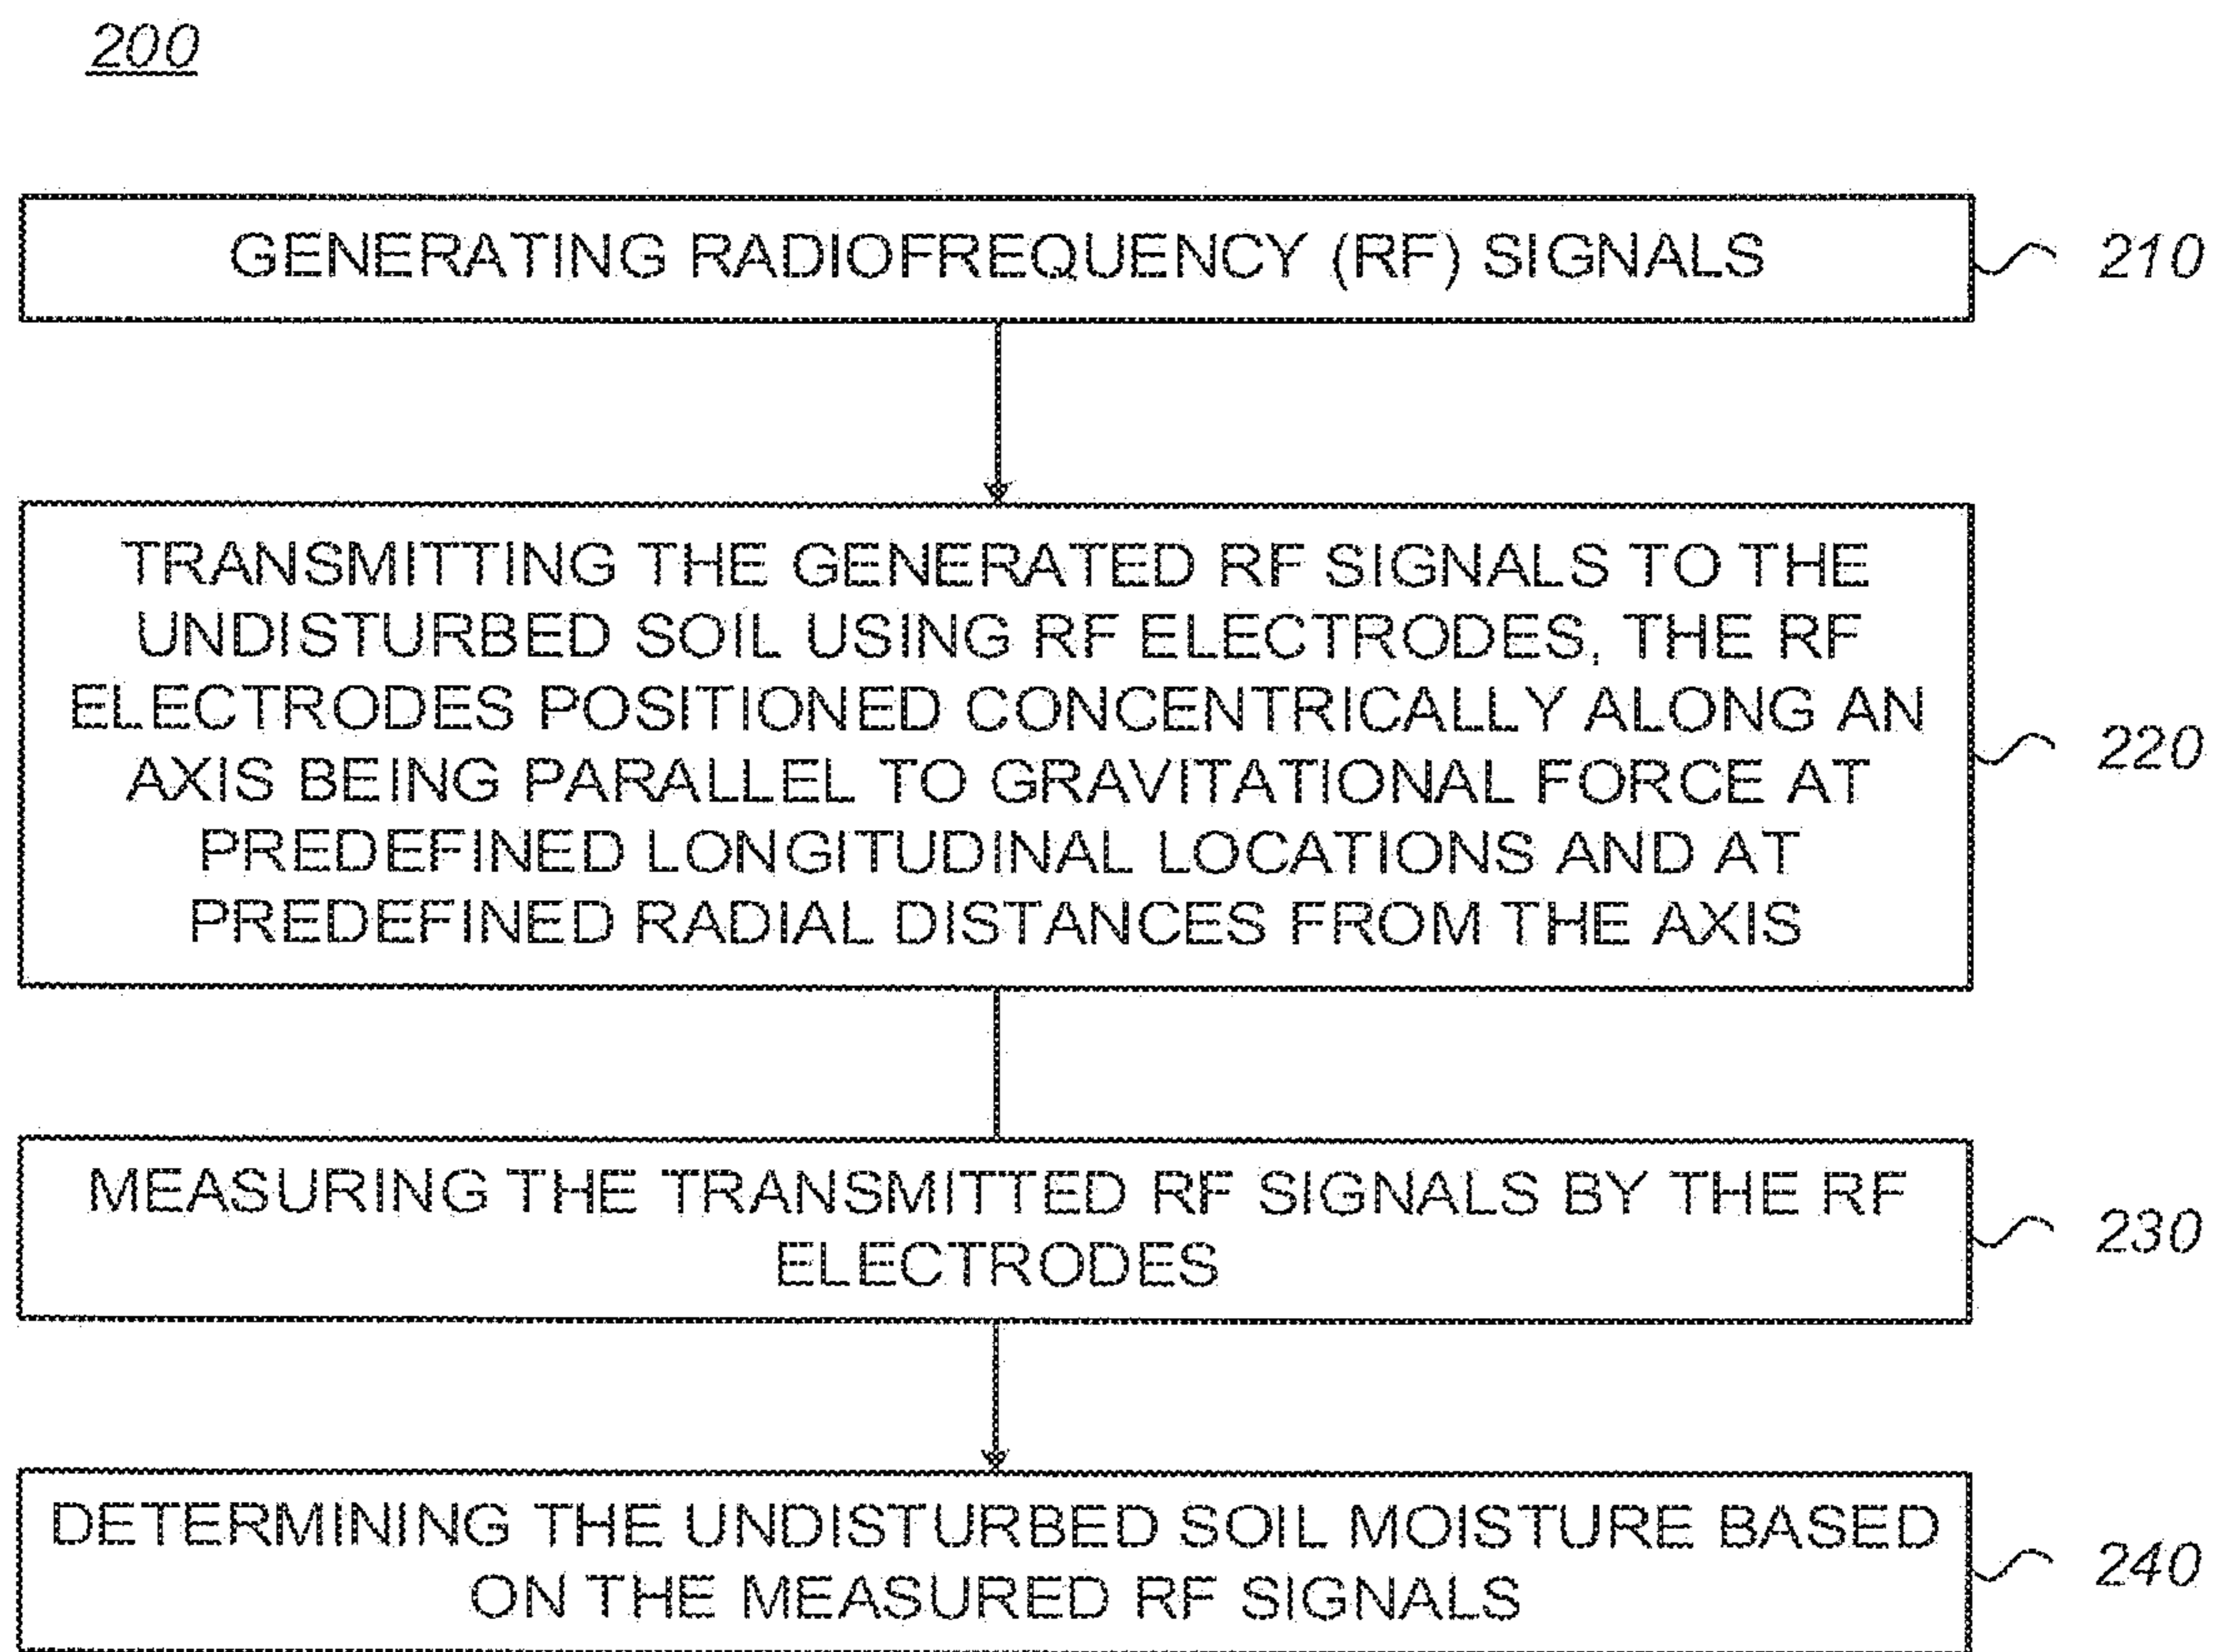 200
GENERATING RADIOFREQUENCY (RF) SIGNALS
210
TRANSMITTING THE GENERATED RF SIGNALS TO THE
UNDISTURBED SOIL USING RF ELECTRODES, THE RF
ELECTRODES POSITIONED CONCENTRICALLY ALONG AN
AXIS BEING PARALLEL TO GRAVITATIONAL FORCE AT
PREDEFINED LONGITUDINAL LOCATIONS AND AT
PREDEFINED RADIAL DISTANCES FROM THE AXIS
220
MEASURING THE TRANSMITTED RF SIGNALS BY THE RF
ELECTRODES
230
DETERMINING THE UNDISTURBED SOIL MOISTURE BASED
ON THE MEASURED RF SIGNALS
240